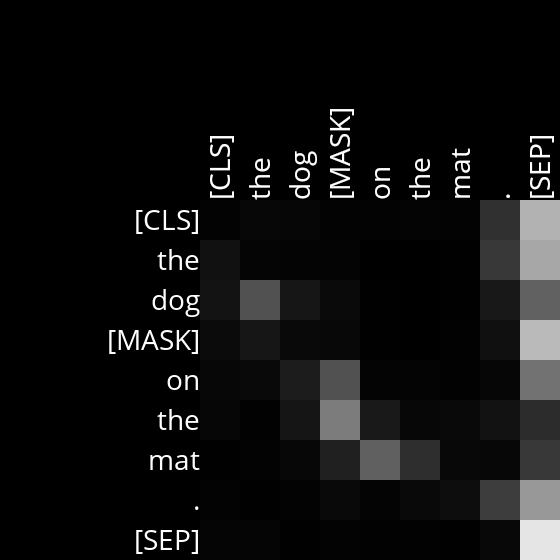 [CLS] the dog [MASK] on the mat . [SEP]
[CLS]
the
dog
[MASK]
on
the
mat
.
[SEP]